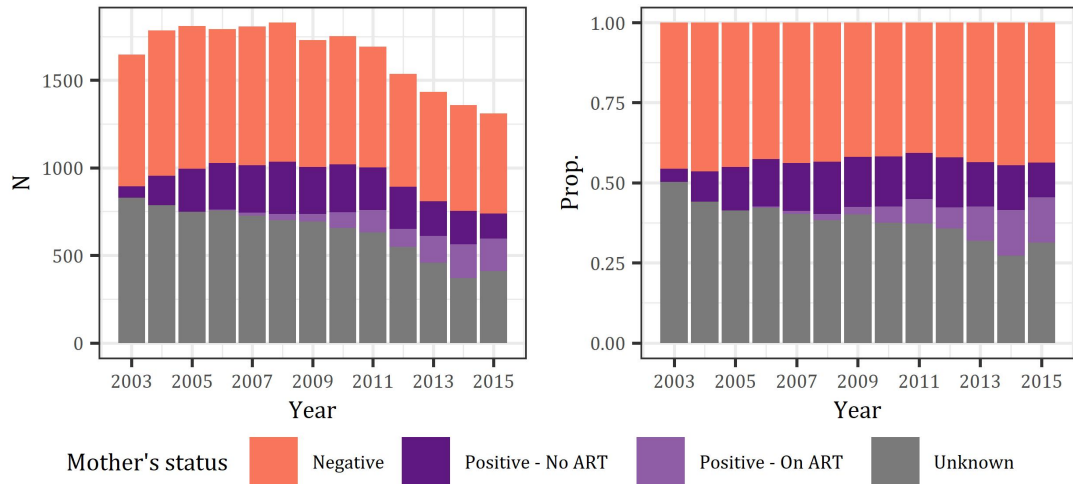 1500
1000
500
0
N
2003 2005 2007 2009 2011 2013 2015
Year
1.00
0.75
0.50
0.25
0.00
Prop.
2003 2005 2007 2009 2011 2013 2015
Year
Mother's status Negative Positive - No ART Positive - On ART Unknown